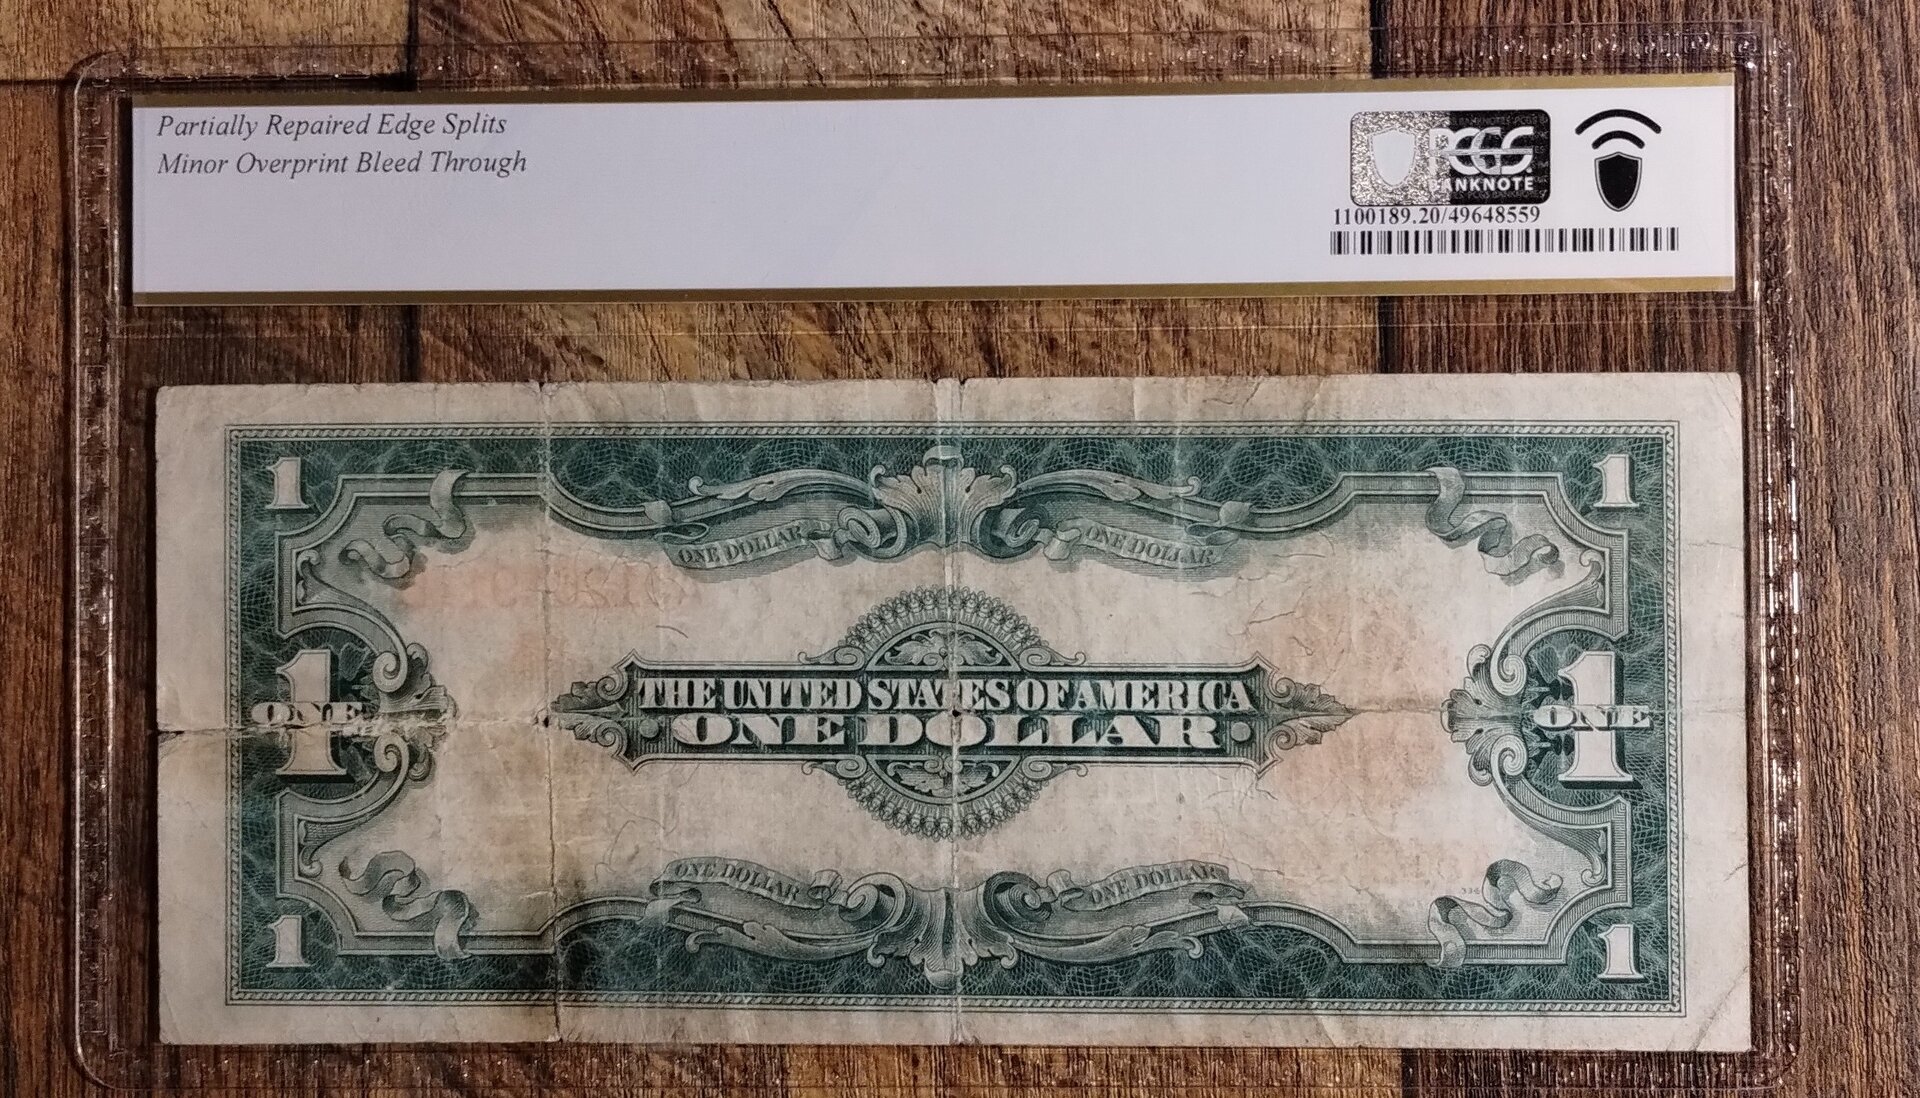 Partially Repaired Edge Splits
Minor Overprint Bleed Through
PCGS
BANKNOTE
1100189.20/49648559
1 1
ONE DOLLAR ONE DOLLAR
1 THE UNITED STATES OF AMERICA 1
ONE ONE DOLLAR ONE
ONE DOLLAR ONE DOLLAR
336
1 1